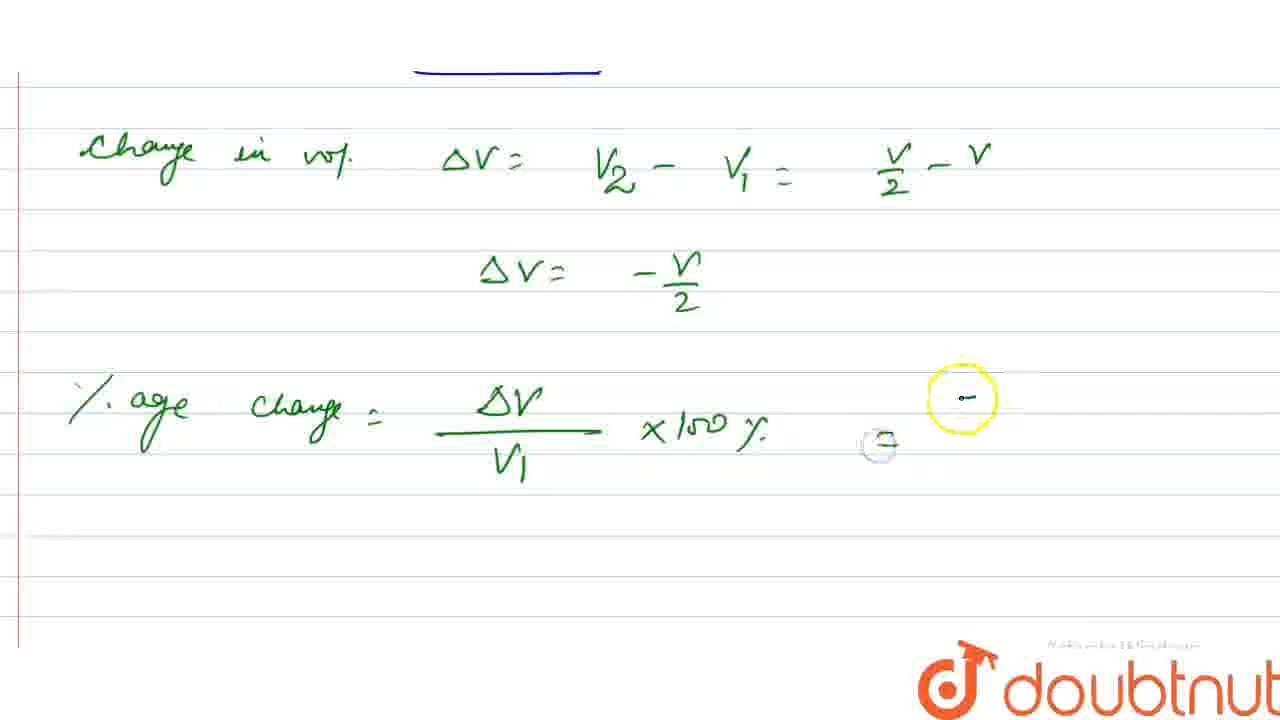 Change in vol. ΔV = V₂ - V₁ = V/2 - V
ΔV = - V/2
%age change = ΔV/V₁ × 100 % = -
doubtnut